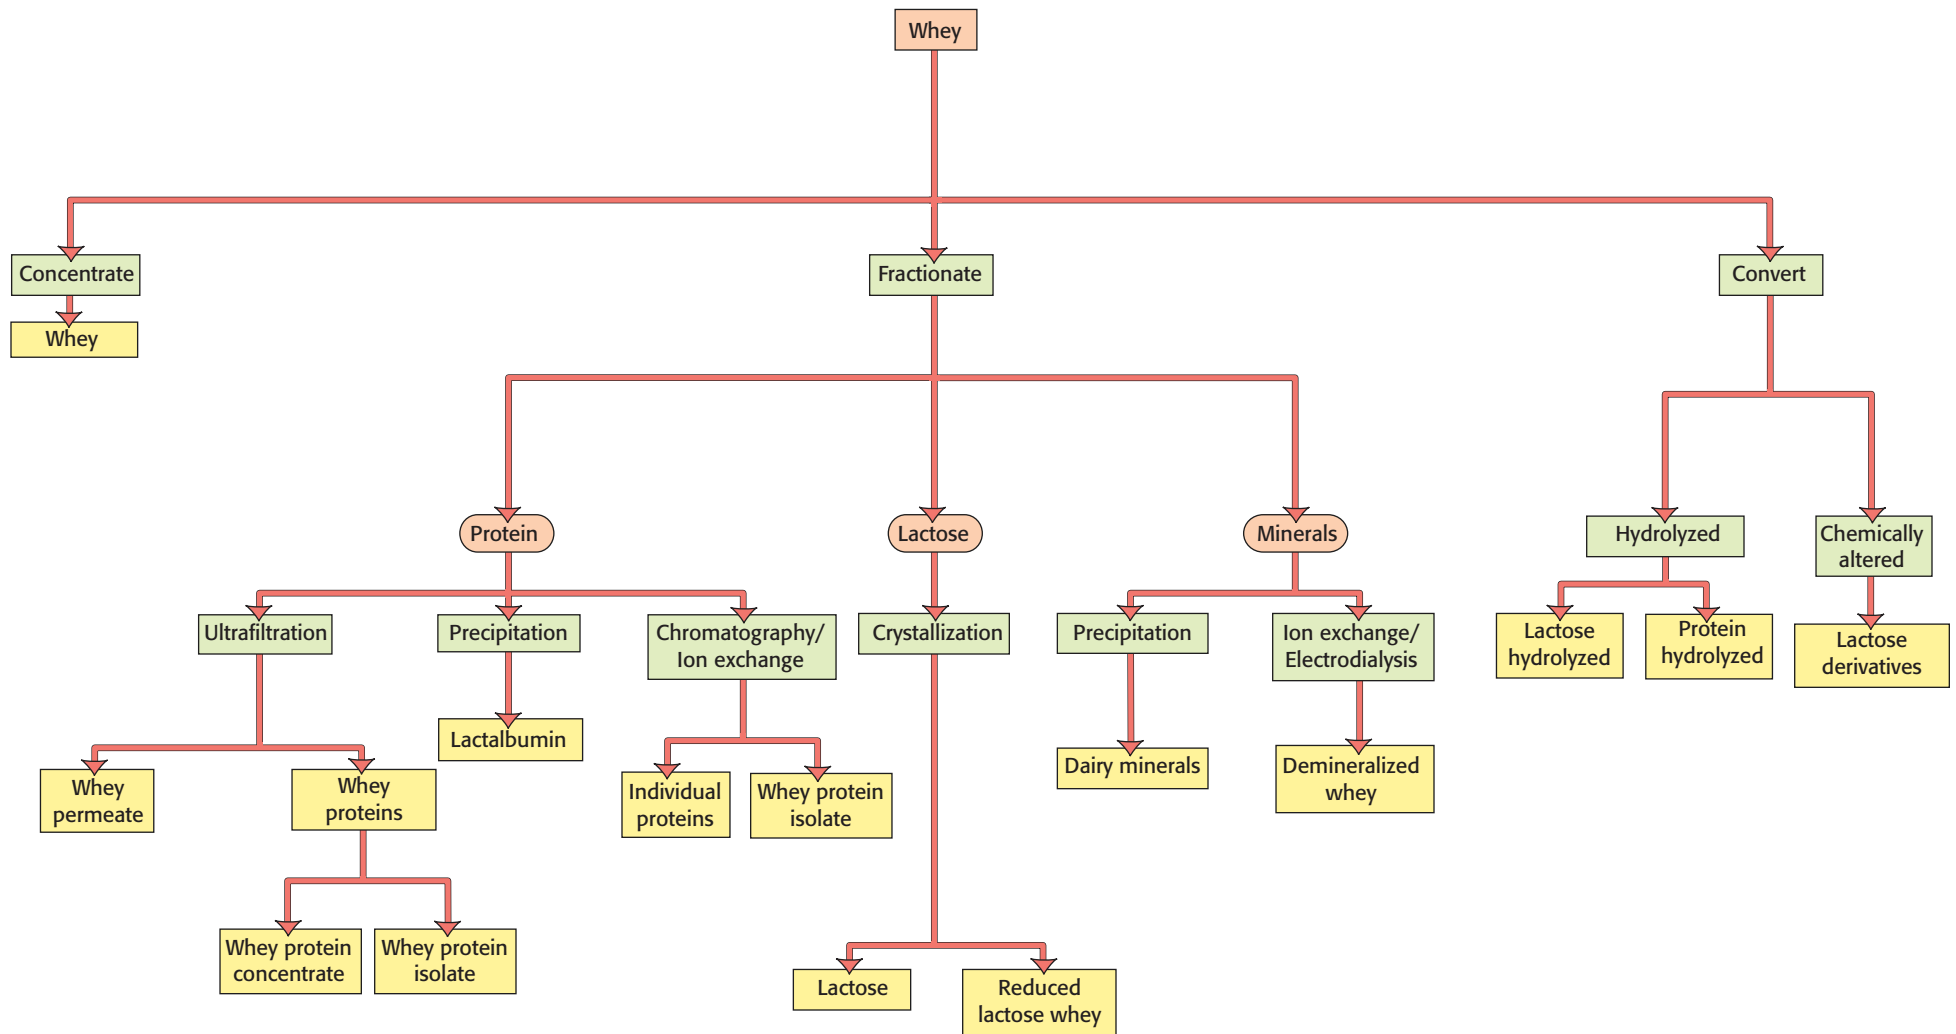 Whey
Concentrate
Fractionate
Convert
Whey
Protein
Lactose
Minerals
Hydrolyzed
Chemically
altered
Ultrafiltration
Precipitation
Chromatography/
Ion exchange
Crystallization
Precipitation
Ion exchange/
Electrodialysis
Lactose
hydrolyzed
Protein
hydrolyzed
Lactose
derivatives
Lactalbumin
Whey
permeate
Whey
proteins
Individual
proteins
Whey protein
isolate
Dairy minerals
Demineralized
whey
Whey protein
concentrate
Whey protein
isolate
Lactose
Reduced
lactose whey